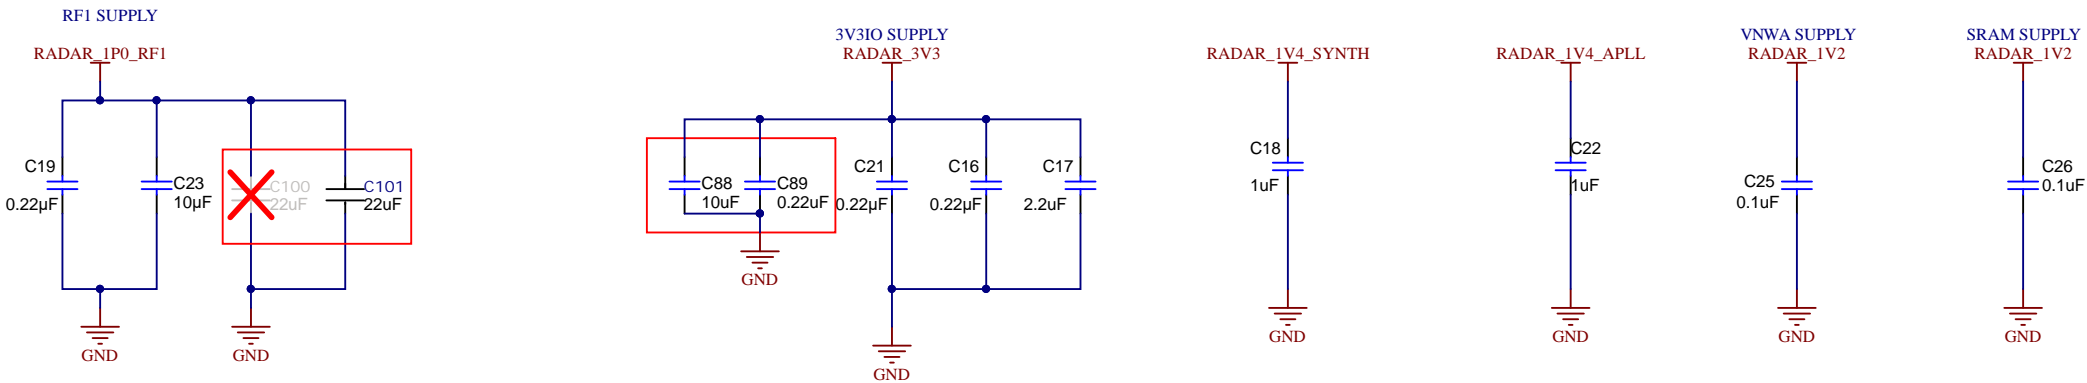 RF1 SUPPLY
RADAR_1P0_RF1
C19
0.22µF
C23
10µF
C100
22uF
C101
22uF
GND
GND
3V3IO SUPPLY
RADAR_3V3
C88
10uF
C89
0.22uF
C21
0.22µF
C16
0.22µF
C17
2.2uF
GND
GND
RADAR_1V4_SYNTH
C18
1uF
GND
RADAR_1V4_APLL
C22
1uF
GND
VNWA SUPPLY
RADAR_1V2
C25
0.1uF
GND
SRAM SUPPLY
RADAR_1V2
C26
0.1uF
GND